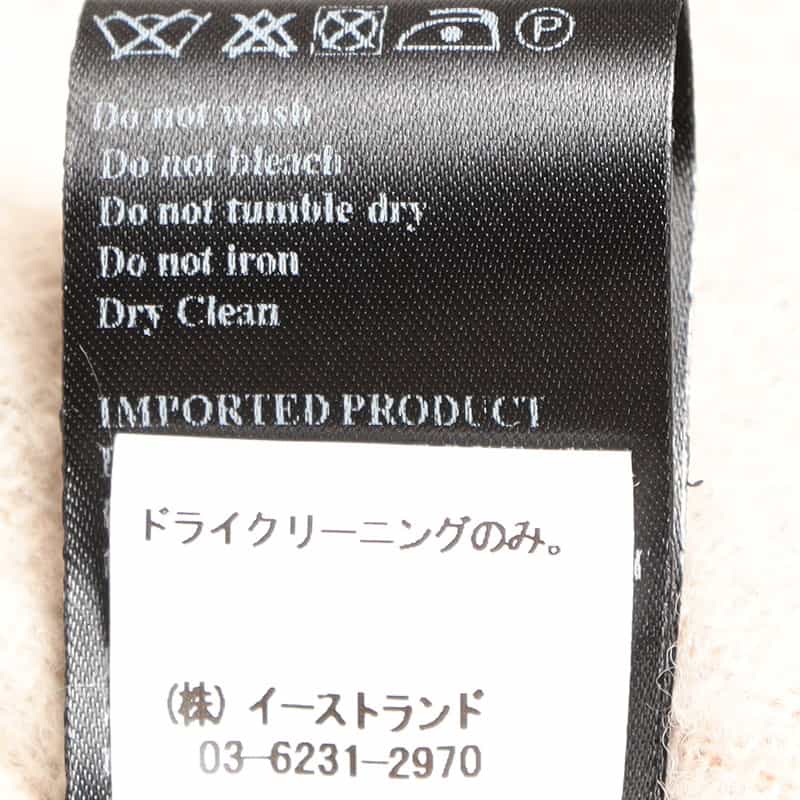 P
Do not wash
Do not bleach
Do not tumble dry
Do not iron
Dry Clean
IMPORTED PRODUCT
ドライクリーニングのみ。
(株) イーストランド
03-6231-2970